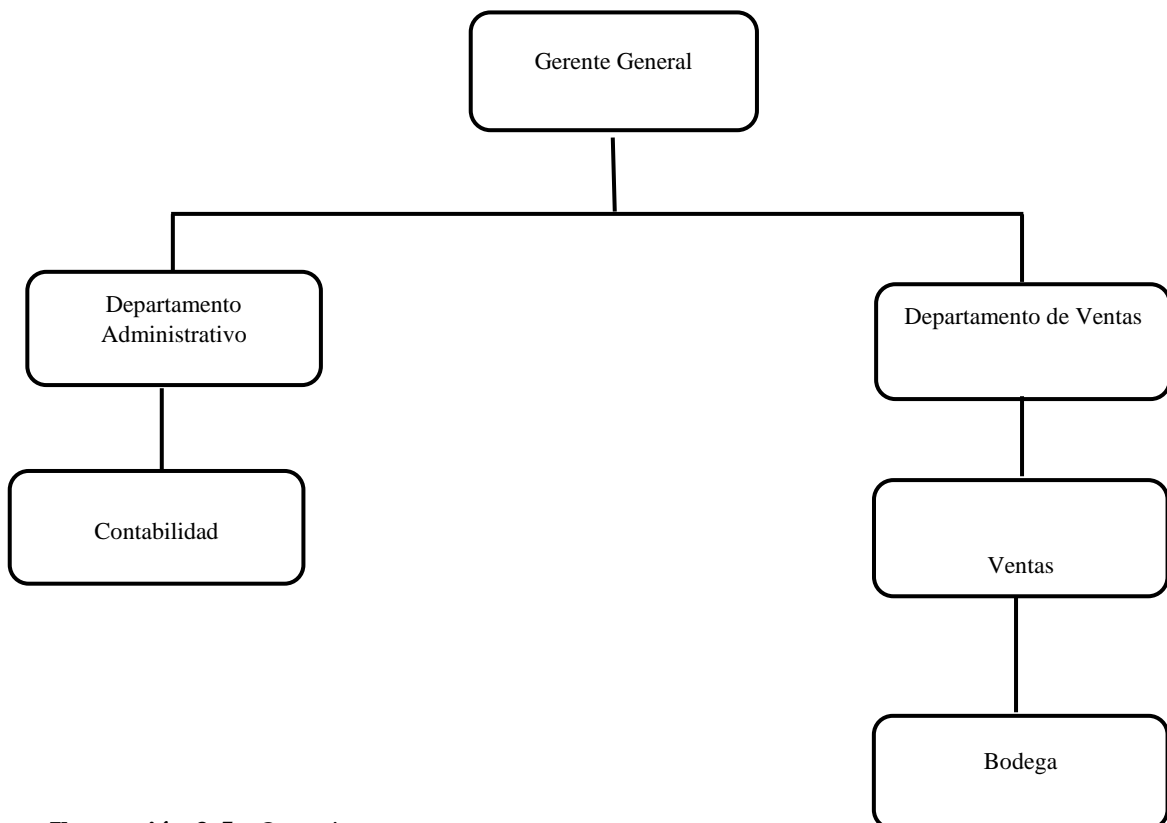 Gerente General
Departamento
Administrativo
Departamento de Ventas
Contabilidad
Ventas
Bodega